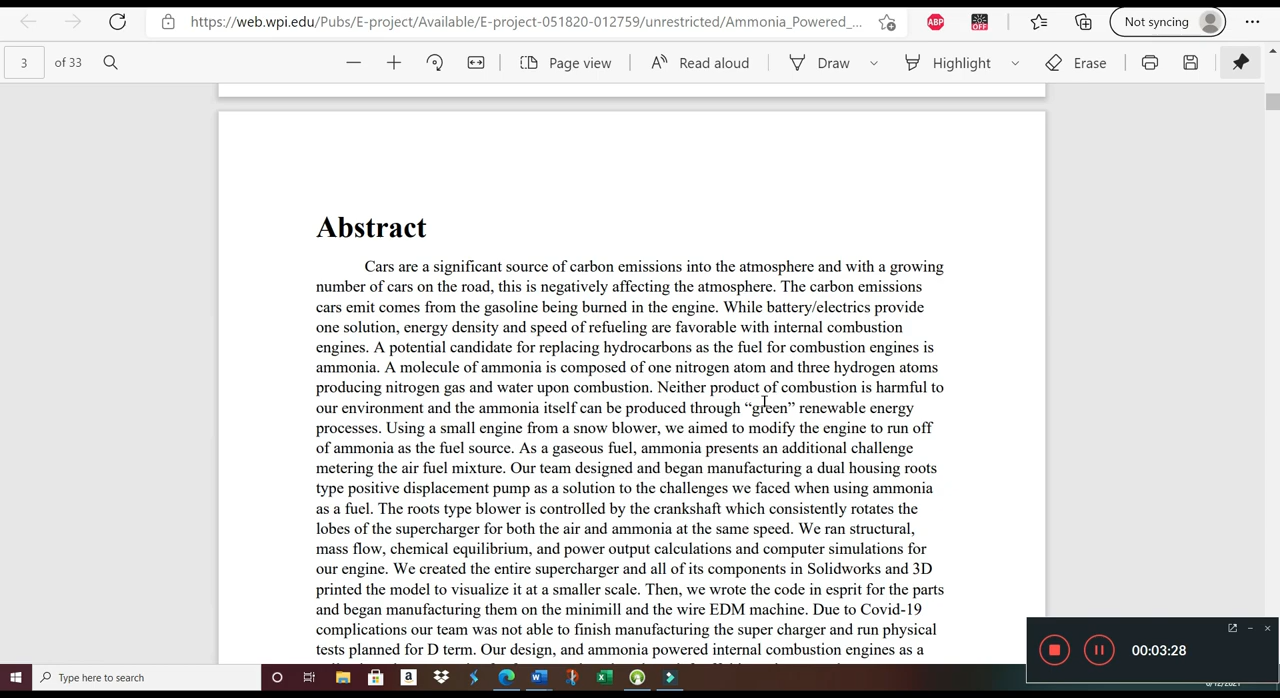 https://web.wpi.edu/Pubs/E-project/Available/E-project-051820-012759/unrestricted/Ammonia_Powered_...
ABP
OFF
Not syncing
3
of 33
Page view
Read aloud
Draw
Highlight
Erase
Abstract
Cars are a significant source of carbon emissions into the atmosphere and with a growing
number of cars on the road, this is negatively affecting the atmosphere. The carbon emissions
cars emit comes from the gasoline being burned in the engine. While battery/electrics provide
one solution, energy density and speed of refueling are favorable with internal combustion
engines. A potential candidate for replacing hydrocarbons as the fuel for combustion engines is
ammonia. A molecule of ammonia is composed of one nitrogen atom and three hydrogen atoms
producing nitrogen gas and water upon combustion. Neither product of combustion is harmful to
our environment and the ammonia itself can be produced through “green” renewable energy
processes. Using a small engine from a snow blower, we aimed to modify the engine to run off
of ammonia as the fuel source. As a gaseous fuel, ammonia presents an additional challenge
metering the air fuel mixture. Our team designed and began manufacturing a dual housing roots
type positive displacement pump as a solution to the challenges we faced when using ammonia
as a fuel. The roots type blower is controlled by the crankshaft which consistently rotates the
lobes of the supercharger for both the air and ammonia at the same speed. We ran structural,
mass flow, chemical equilibrium, and power output calculations and computer simulations for
our engine. We created the entire supercharger and all of its components in Solidworks and 3D
printed the model to visualize it at a smaller scale. Then, we wrote the code in esprit for the parts
and began manufacturing them on the minimill and the wire EDM machine. Due to Covid-19
complications our team was not able to finish manufacturing the super charger and run physical
tests planned for D term. Our design, and ammonia powered internal combustion engines as a
00:03:28
Type here to search